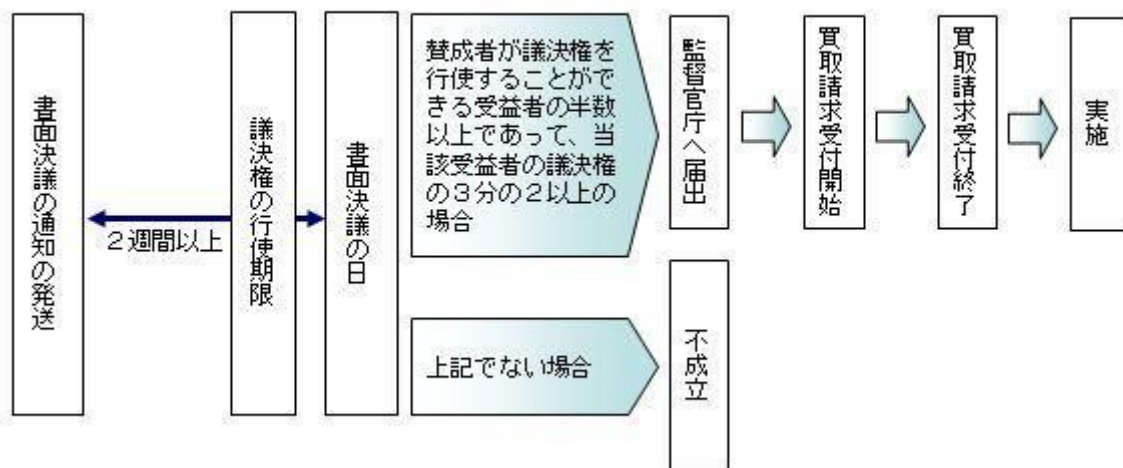 書面決議の通知の発送
２週間以上
議決権の行使期限
書面決議の日
賛成者が議決権を
行使することがで
きる受益者の半数
以上であって、当
該受益者の議決権
の３分の２以上の
場合
監督官庁へ届出
買取請求受付開始
買取請求受付終了
実施
上記でない場合
不成立